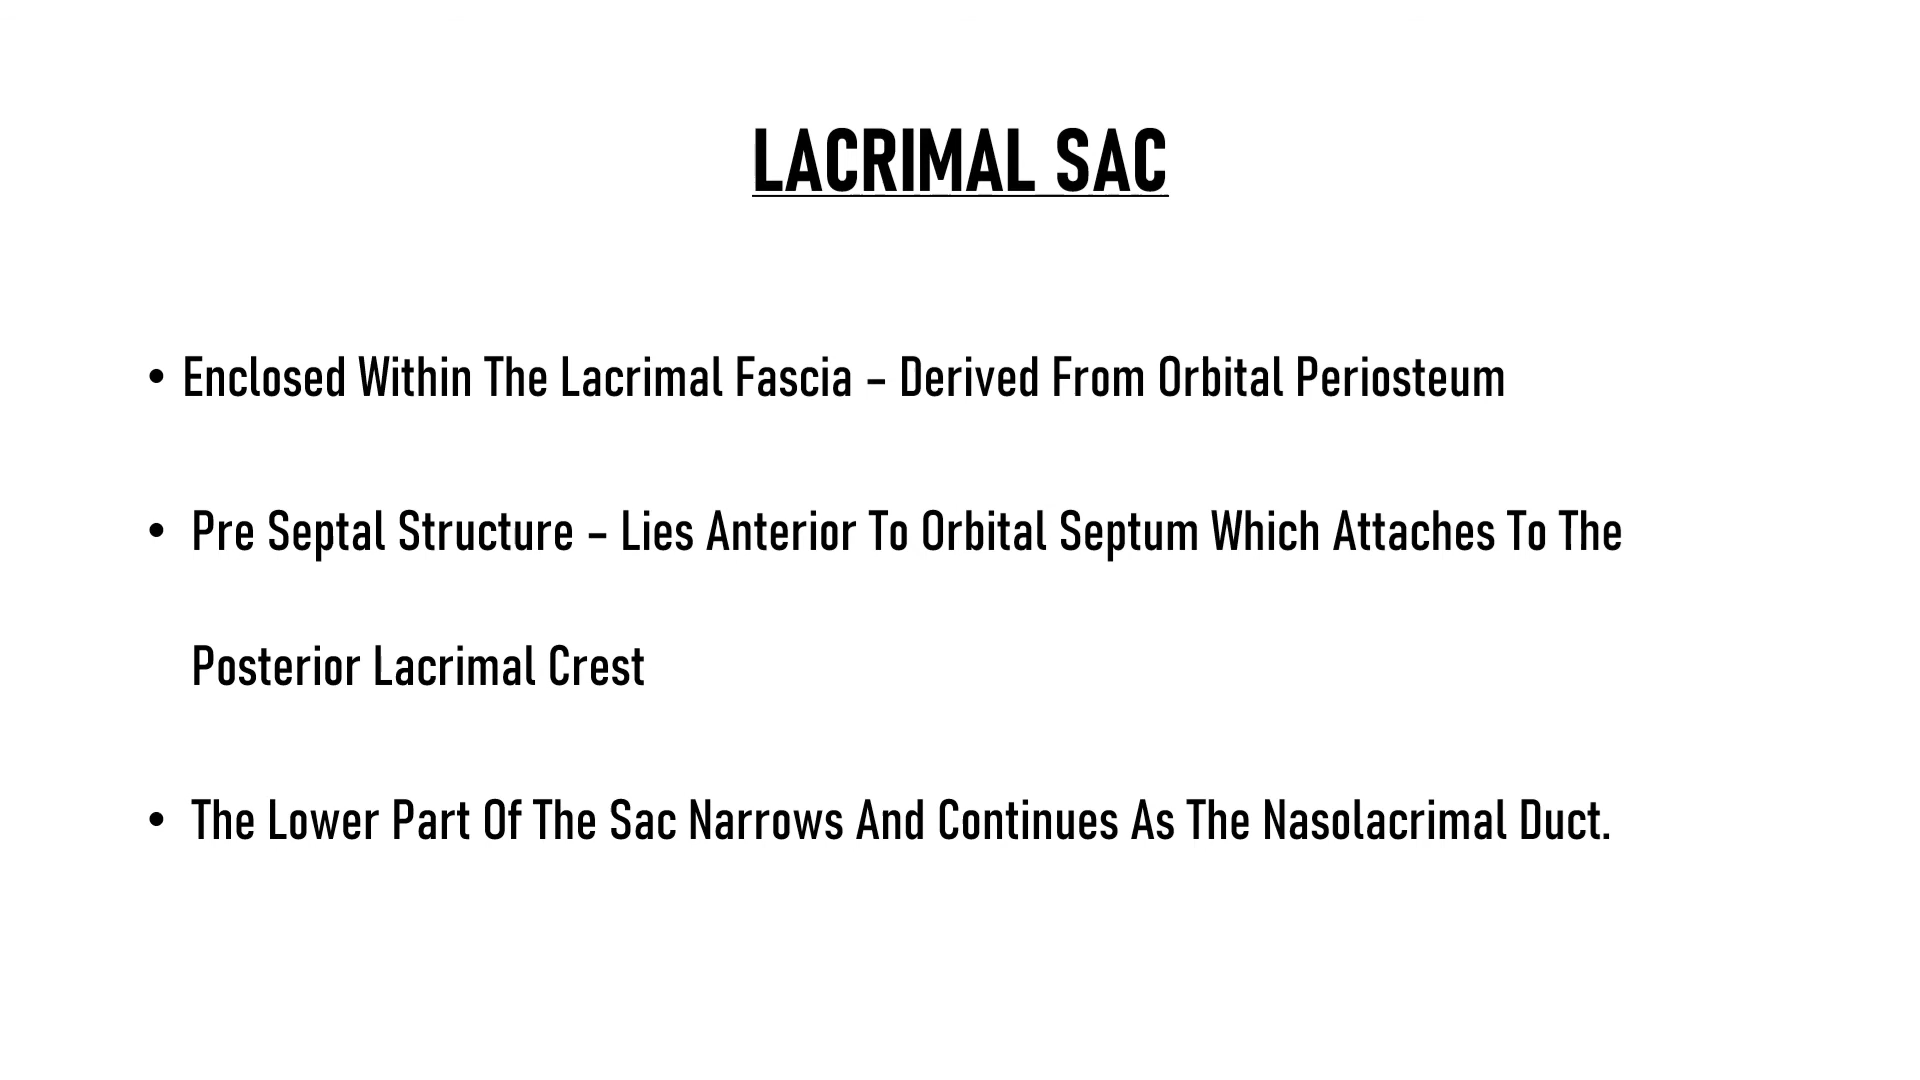 LACRIMAL SAC
• Enclosed Within The Lacrimal Fascia – Derived From Orbital Periosteum
• Pre Septal Structure – Lies Anterior To Orbital Septum Which Attaches To The
Posterior Lacrimal Crest
• The Lower Part Of The Sac Narrows And Continues As The Nasolacrimal Duct.